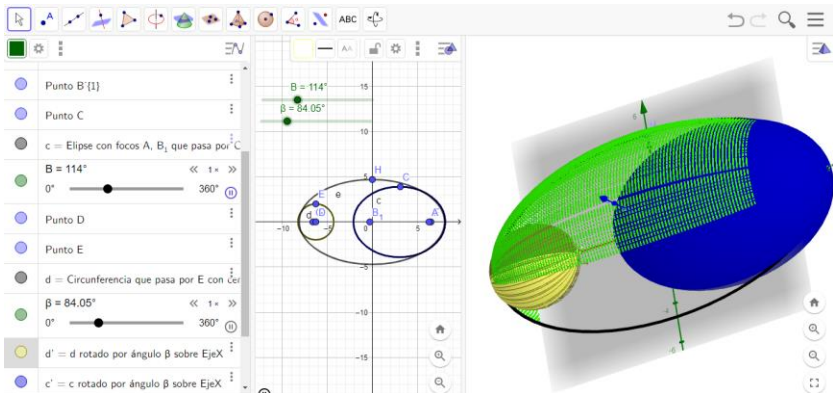 ABC
Punto B'{1}
Punto C
c = Elipse con focos A, B₁ que pasa por C
B = 114°
1×
0°
360°
Punto D
Punto E
d = Circunferencia que pasa por E con cen
β = 84.05°
1×
0°
360°
d' = d rotado por ángulo β sobre EjeX
c' = c rotado por ángulo β sobre EjeX
AA
B = 114°
β = 84.05°
15
10
5
H
C
E
e
c
d
D
B₁
A
−10
−5
0
5
−5
−10
−15
−4
−6